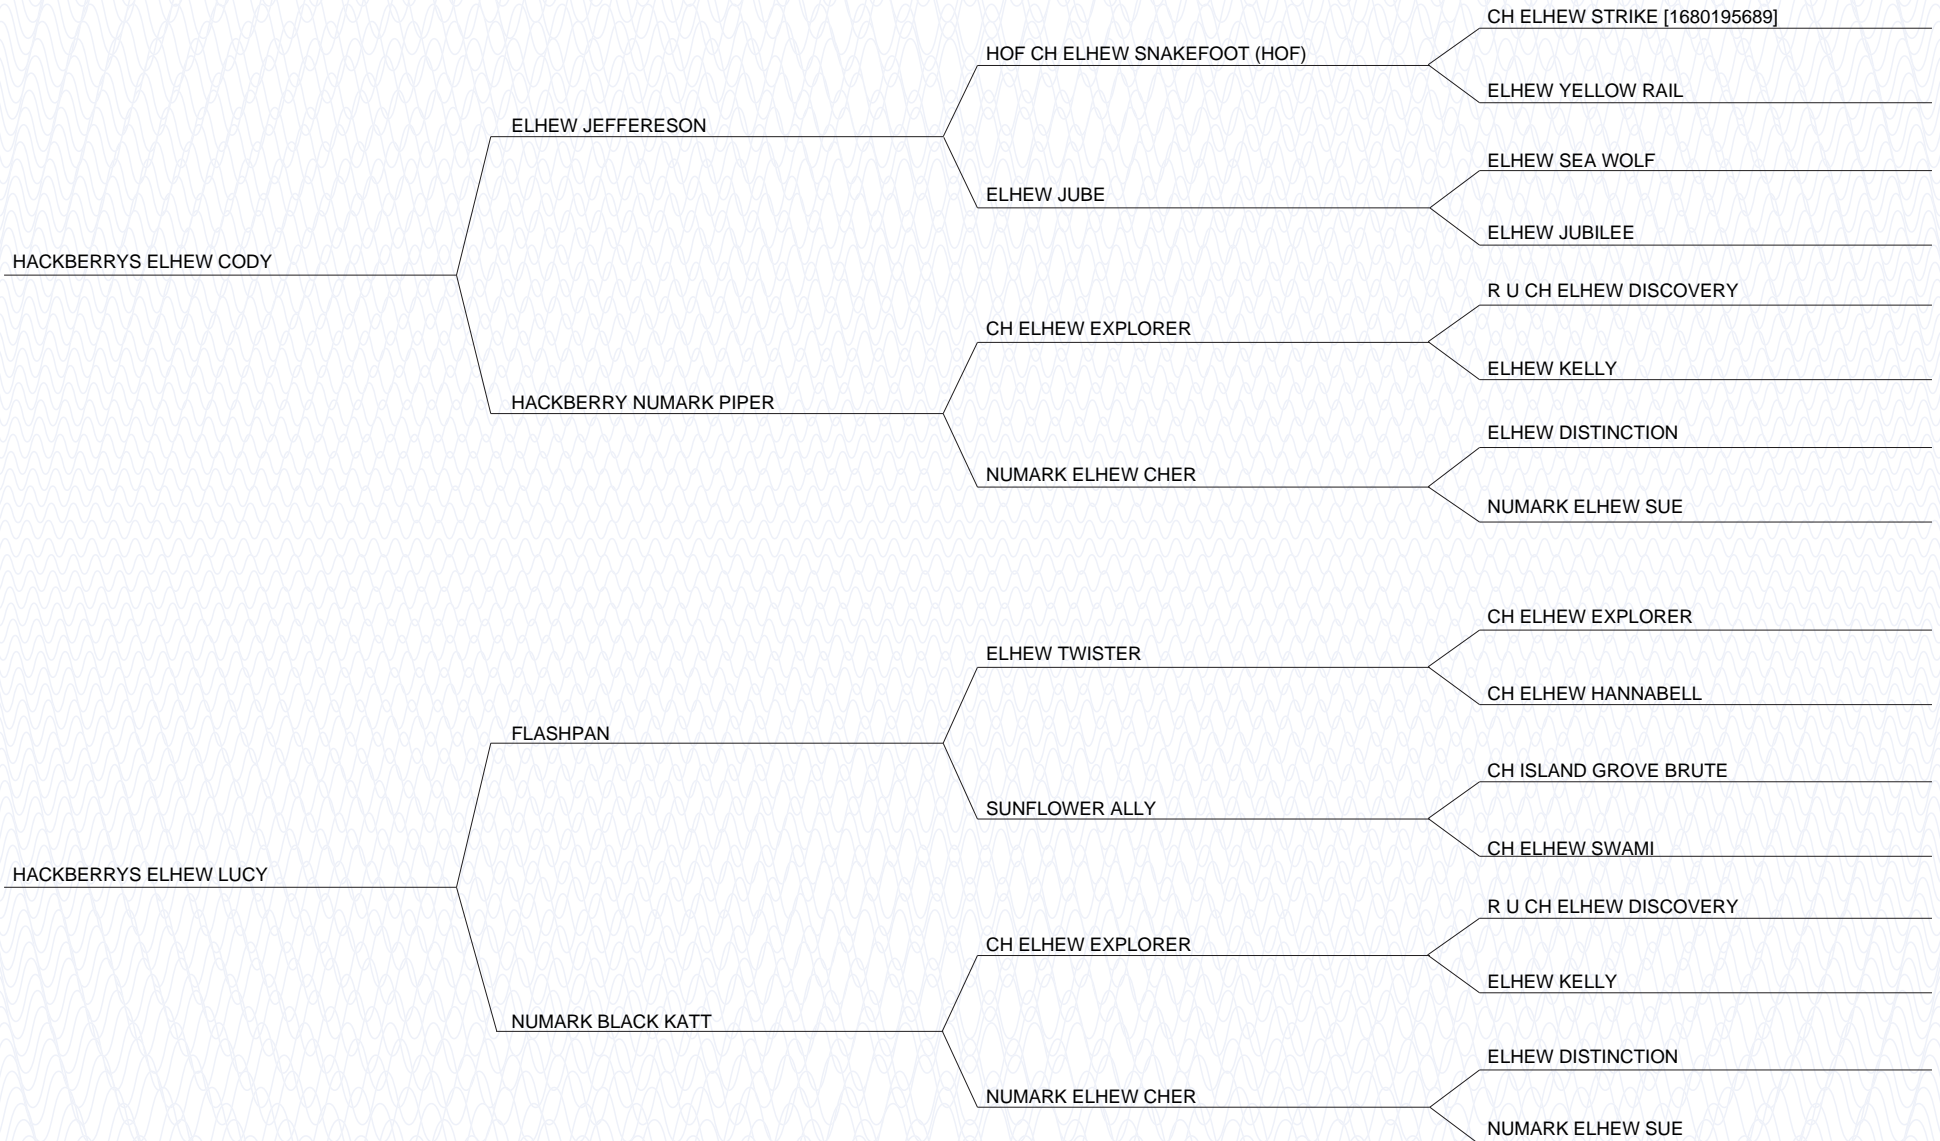 CH ELHEW STRIKE [1680195689]
HOF CH ELHEW SNAKEFOOT (HOF)
ELHEW YELLOW RAIL
ELHEW JEFFERESON
ELHEW SEA WOLF
ELHEW JUBE
ELHEW JUBILEE
HACKBERRYS ELHEW CODY
R U CH ELHEW DISCOVERY
CH ELHEW EXPLORER
ELHEW KELLY
HACKBERRY NUMARK PIPER
ELHEW DISTINCTION
NUMARK ELHEW CHER
NUMARK ELHEW SUE
CH ELHEW EXPLORER
ELHEW TWISTER
CH ELHEW HANNABELL
FLASHPAN
CH ISLAND GROVE BRUTE
SUNFLOWER ALLY
CH ELHEW SWAMI
HACKBERRYS ELHEW LUCY
R U CH ELHEW DISCOVERY
CH ELHEW EXPLORER
ELHEW KELLY
NUMARK BLACK KATT
ELHEW DISTINCTION
NUMARK ELHEW CHER
NUMARK ELHEW SUE